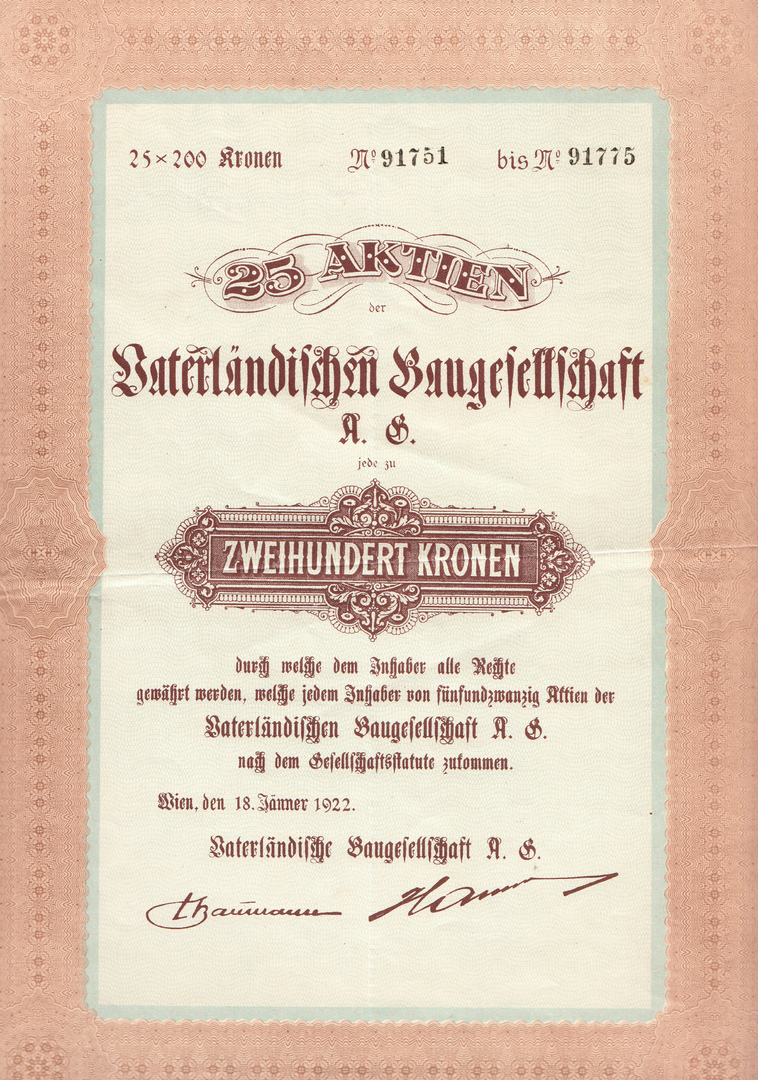 25 × 200 Kronen Nº 91751 bis Nº 91775
25 AKTIEN
der
Vaterländischen Baugesellschaft
A. G.
jede zu
ZWEIHUNDERT KRONEN
durch welche dem Inhaber alle Rechte
gewährt werden, welche jedem Inhaber von fünfundzwanzig Aktien der
Vaterländischen Baugesellschaft A. G.
nach dem Gesellschaftsstatute zukommen.
Wien, den 18. Jänner 1922.
Vaterländische Baugesellschaft A. G.